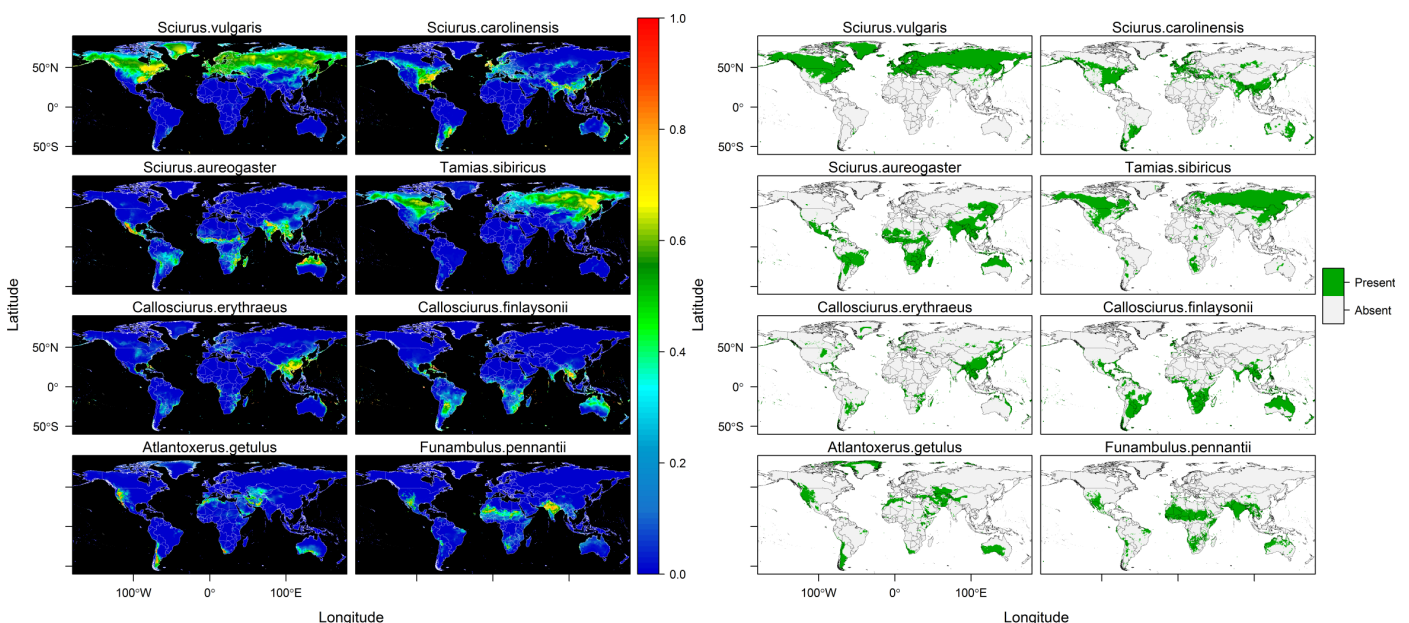 Sciurus.vulgaris
Sciurus.carolinensis
50°N
0°
50°S
Sciurus.aureogaster
Tamias.sibiricus
Callosciurus.erythraeus
Callosciurus.finlaysonii
50°N
0°
50°S
Atlantoxerus.getulus
Funambulus.pennantii
100°W
0°
100°E
Latitude
Longitude
1.0
0.8
0.6
0.4
0.2
0.0
Sciurus.vulgaris
Sciurus.carolinensis
50°N
0°
50°S
Sciurus.aureogaster
Tamias.sibiricus
Callosciurus.erythraeus
Callosciurus.finlaysonii
50°N
0°
50°S
Atlantoxerus.getulus
Funambulus.pennantii
100°W
0°
100°E
Latitude
Longitude
Present
Absent